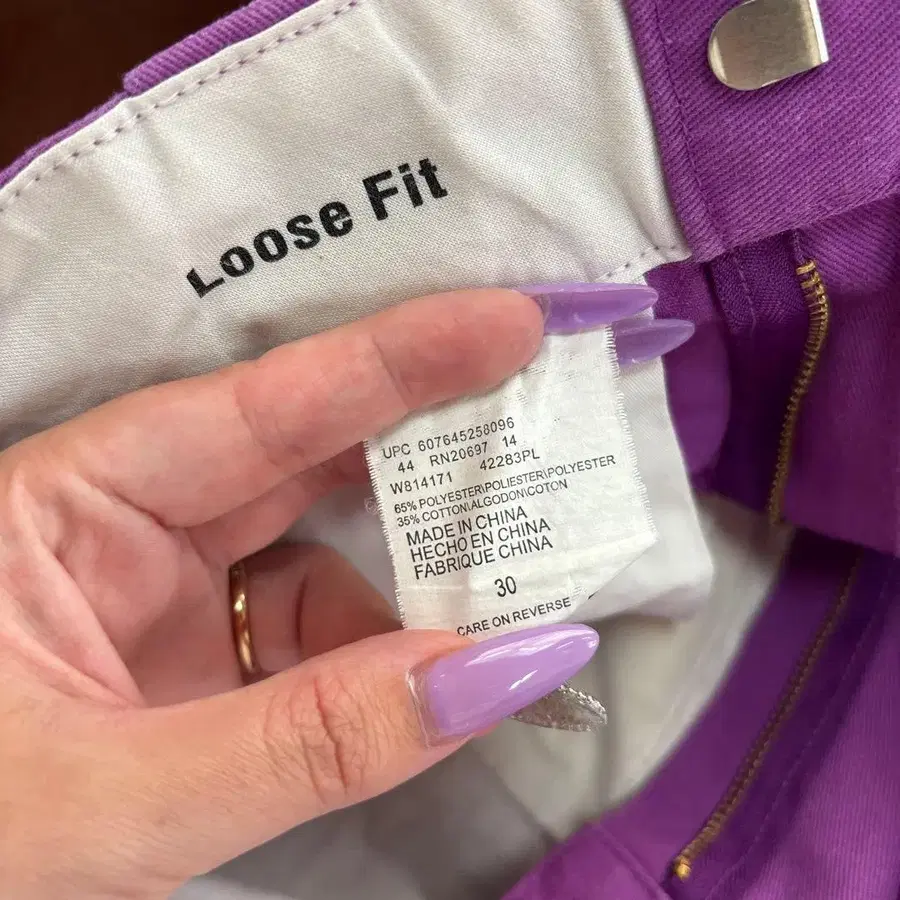 Loose Fit
UPC 607645258096
44 RN20697 14
W814171 42283PL
65% POLYESTER\POLIESTER\POLYESTER
35% COTTON\ALGODON\COTON
MADE IN CHINA
HECHO EN CHINA
FABRIQUE CHINA
30
CARE ON REVERSE